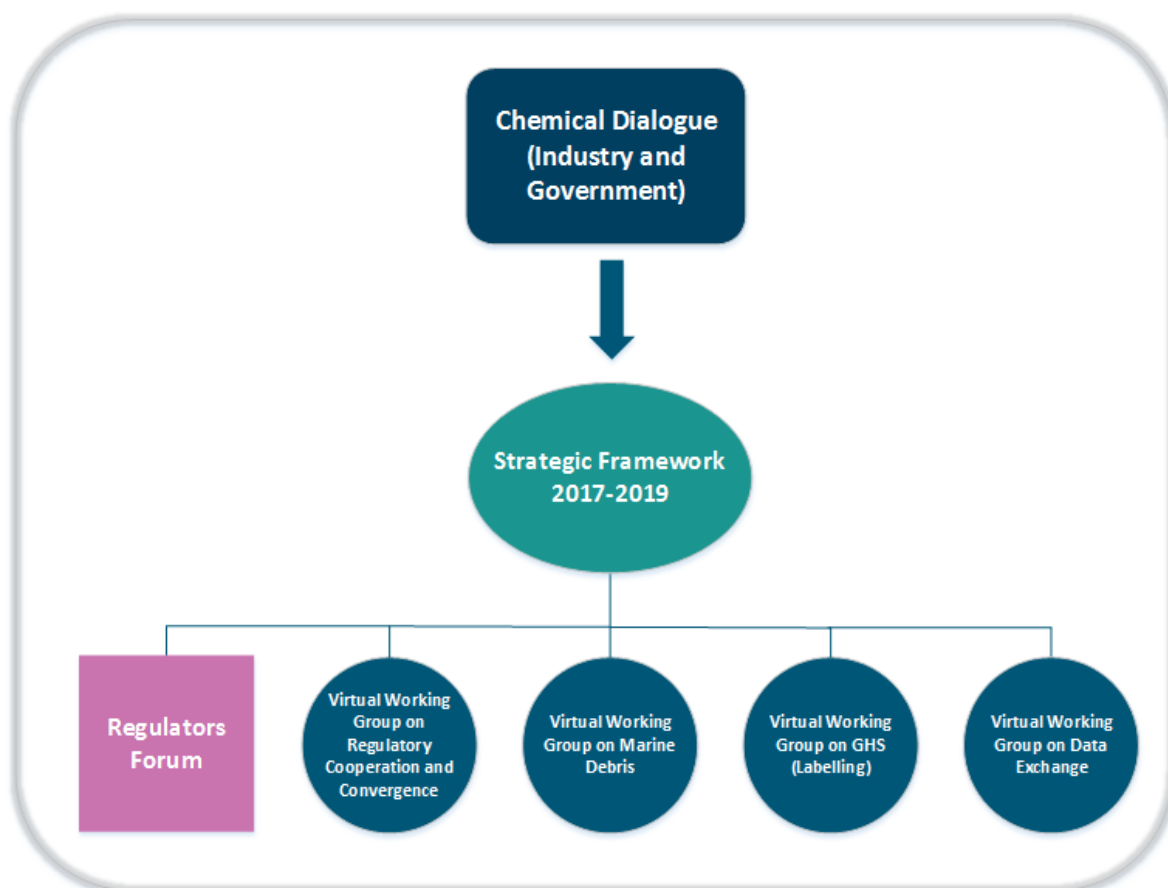 Chemical Dialogue
(Industry and
Government)
Strategic Framework
2017-2019
Regulators
Forum
Virtual Working
Group on
Regulatory
Cooperation and
Convergence
Virtual Working
Group on Marine
Debris
Virtual Working
Group on GHS
(Labelling)
Virtual Working
Group on Data
Exchange